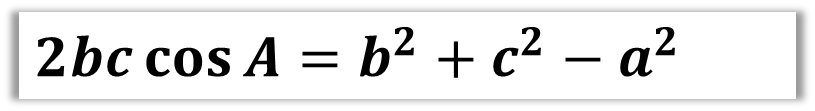 2bc cos A = b² + c² − a²